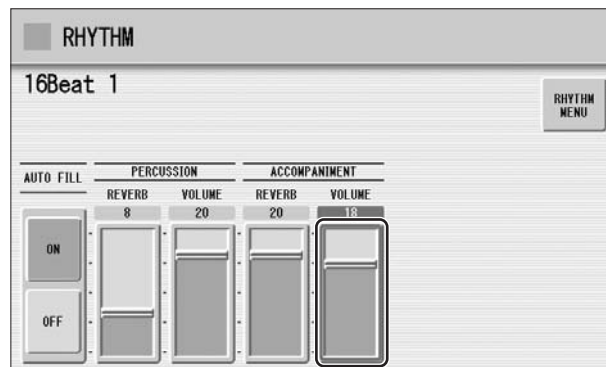 RHYTHM
16Beat 1
RHYTHM
MENU
AUTO FILL
PERCUSSION
ACCOMPANIMENT
REVERB VOLUME REVERB VOLUME
8 20 20 18
ON
OFF